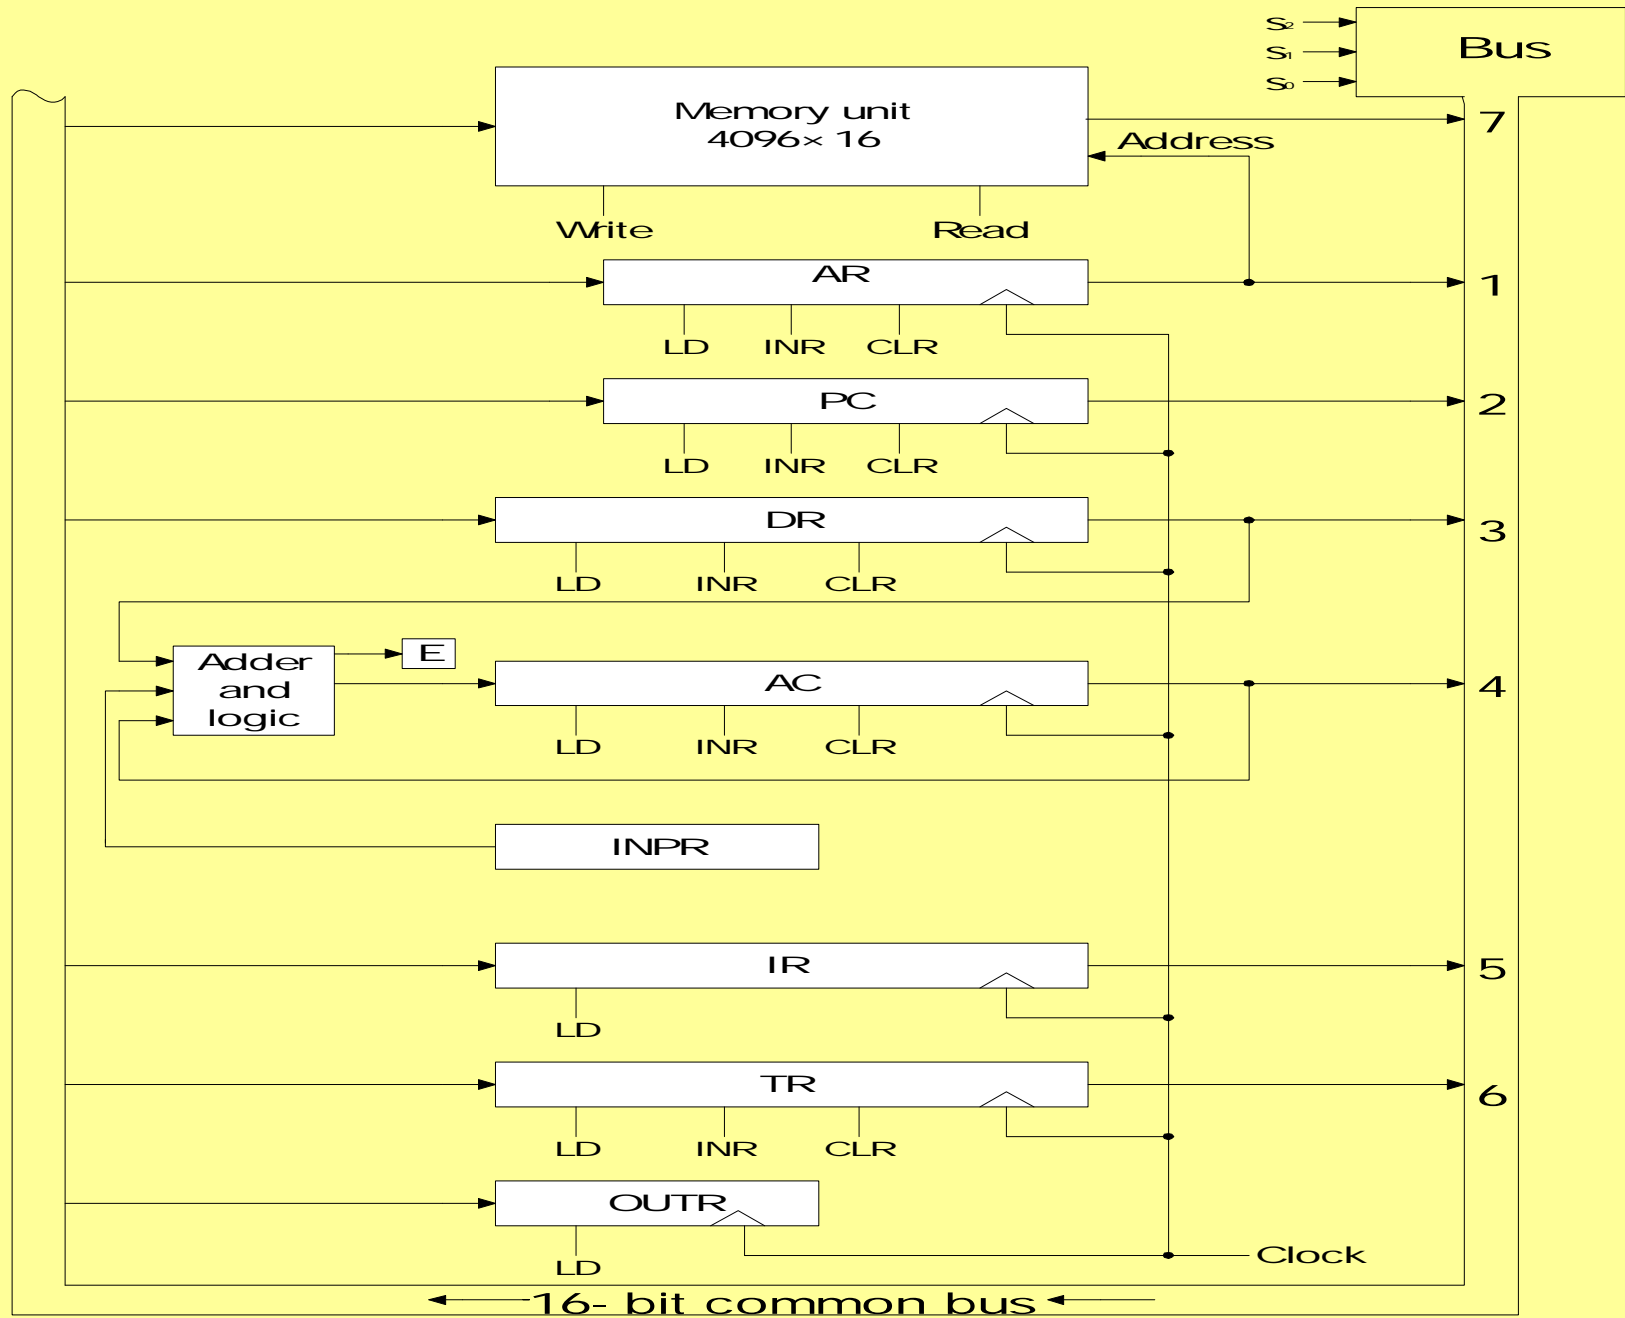 S2
S1
S0
Bus
Memory unit
4096× 16
7
Address
Write
Read
AR
1
LD INR CLR
PC
2
LD INR CLR
DR
3
LD INR CLR
Adder
and
logic
E
AC
4
LD INR CLR
INPR
IR
5
LD
TR
6
LD INR CLR
OUTR
LD
Clock
16- bit common bus